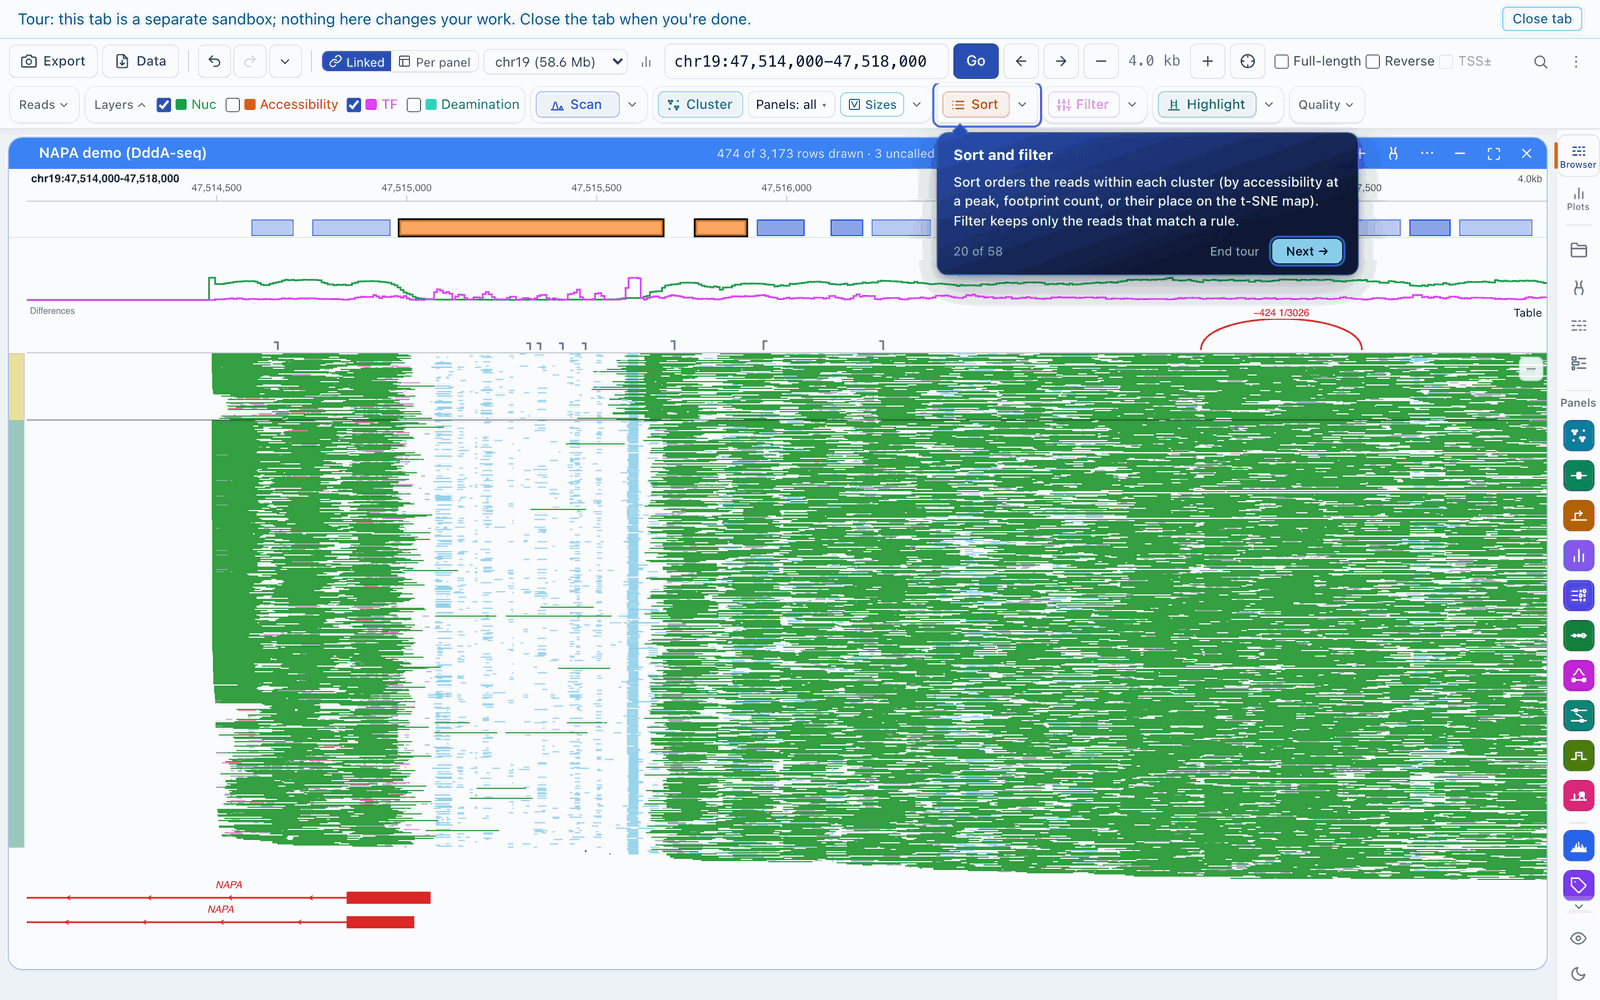 Tour: this tab is a separate sandbox; nothing here changes your work. Close the tab when you're done.
Close tab
Export
Data
Linked
Per panel
chr19 (58.6 Mb)
chr19:47,514,000–47,518,000
Go
4.0 kb
Full-length
Reverse
TSS±
Reads
Layers
Nuc
Accessibility
TF
Deamination
Scan
Cluster
Panels: all
Sizes
Sort
Filter
Highlight
Quality
NAPA demo (DddA-seq)
474 of 3,173 rows drawn · 3 uncalled
Sort and filter
Sort orders the reads within each cluster (by accessibility at
a peak, footprint count, or their place on the t-SNE map).
Filter keeps only the reads that match a rule.
20 of 58
End tour
Next →
chr19:47,514,000-47,518,000
47,514,500
47,515,000
47,515,500
47,516,000
7,500
4.0kb
Differences
−424 1/3026
Table
NAPA
NAPA
Browser
Plots
Panels